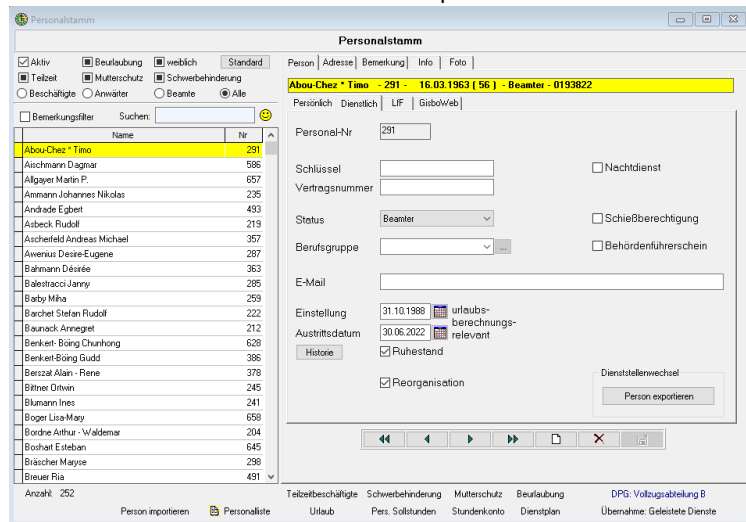 Personalstamm
Personalstamm
Aktiv Beurlaubung weiblich Standard
Teilzeit Mutterschutz Schwerbehinderung
Beschäftigte Anwärter Beamte Alle
Bemerkungsfilter Suchen:
Name Nr
Abou-Chez * Timo 291
Aischmann Dagmar 586
Allgayer Martin P. 657
Ammann Johannes Nikolas 235
Andrade Egbert 493
Asbeck Rudolf 219
Ascherfeld Andreas Michael 357
Awenius Desire-Eugene 287
Bahmann Désirée 363
Balestracci Janny 285
Barby Miha 259
Barchet Stefan Rudolf 222
Baunack Annegret 212
Benkert- Böing Chunhong 628
Benkert-Böing Gudd 386
Berszat Alain - Rene 378
Bittner Ortwin 245
Blumann Ines 241
Boger Lisa-Mary 658
Bordne Arthur - Waldemar 204
Boshart Esteban 645
Bräscher Maryse 298
Breuer Ria 491
Anzahl: 252
Person importieren Personalliste
Person Adresse Bemerkung Info Foto
Abou-Chez * Timo - 291 - 16.03.1963 ( 56 ) - Beamter - 0193822
Persönlich Dienstlich LfF GisboWeb
Personal-Nr 291
Schlüssel Nachtdienst
Vertragsnummer
Status Beamter Schießberechtigung
Berufsgruppe ... Behördenführerschein
E-Mail
Einstellung 31.10.1988 urlaubs-
berechnungs-
Austrittsdatum 30.06.2022 relevant
Historie Ruhestand
Reorganisation
Dienststellenwechsel
Person exportieren
Teilzeitbeschäftigte Schwerbehinderung Mutterschutz Beurlaubung DPG: Vollzugsabteilung B
Urlaub Pers. Sollstunden Stundenkonto Dienstplan Übernahme: Geleistete Dienste